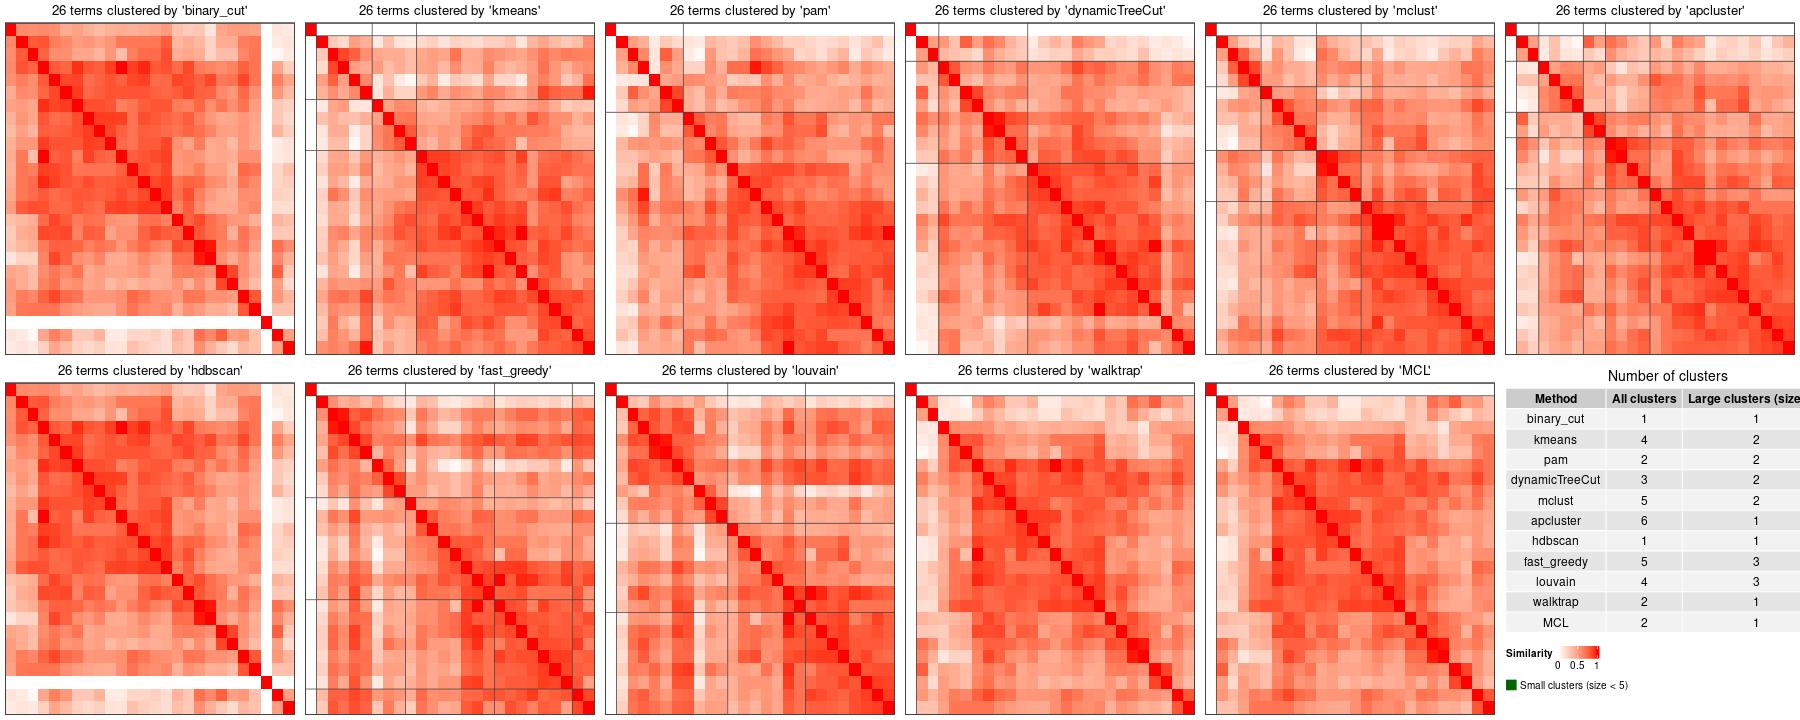 26 terms clustered by 'binary_cut'
26 terms clustered by 'kmeans'
26 terms clustered by 'pam'
26 terms clustered by 'dynamicTreeCut'
26 terms clustered by 'mclust'
26 terms clustered by 'apcluster'
26 terms clustered by 'hdbscan'
26 terms clustered by 'fast_greedy'
26 terms clustered by 'louvain'
26 terms clustered by 'walktrap'
26 terms clustered by 'MCL'
Number of clusters
Method All clusters Large clusters (size
binary_cut 1 1
kmeans 4 2
pam 2 2
dynamicTreeCut 3 2
mclust 5 2
apcluster 6 1
hdbscan 1 1
fast_greedy 5 3
louvain 4 3
walktrap 2 1
MCL 2 1
Similarity
0 0.5 1
Small clusters (size < 5)